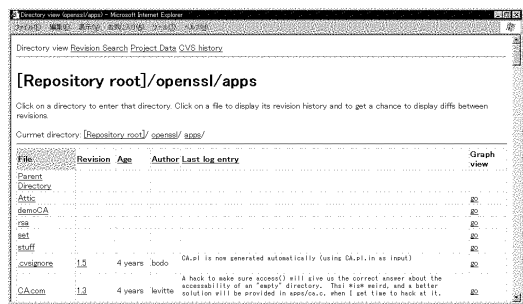 Directory view (openssl/apps) - Microsoft Internet Explorer
Directory view Revision Search Project Data CVS history
[Repository root]/openssl/apps
Click on a directory to enter that directory. Click on a file to display its revision history and to get a chance to display diffs between
revisions.
Currnet directory: [Repository root]/ openssl/ apps/
File Revision Age Author Last log entry Graph view
Parent Directory
Attic go
demoCA go
rsa go
set go
stuff go
.cvsignore 1.5 4 years bodo CA.pl is now generated automatically (using CA.pl.in as input) go
A hack to make sure access() will give us the correct answer about the
accessability of an "empty" directory. Thsi *is* weird, and a better
CA.com 1.3 4 years levitte solution will be provided in apps/ca.c, when I get time to hack at it. go